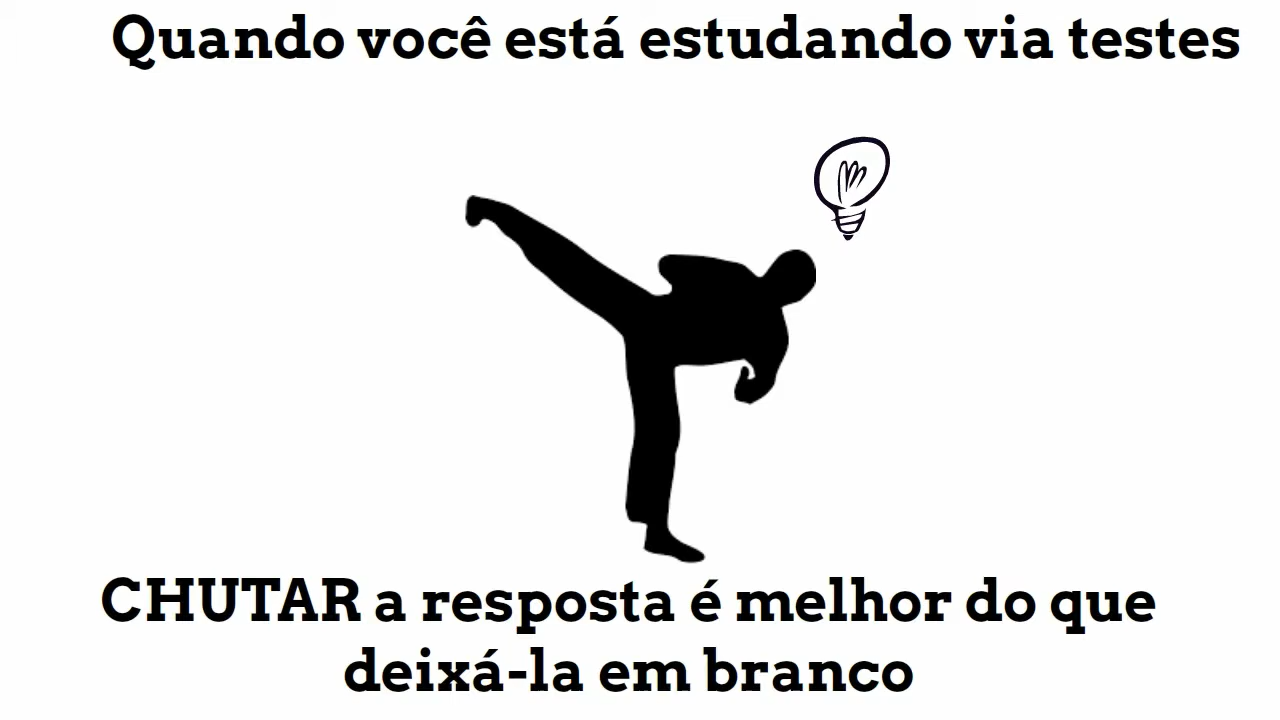 Quando você está estudando via testes
CHUTAR a resposta é melhor do que
deixá-la em branco